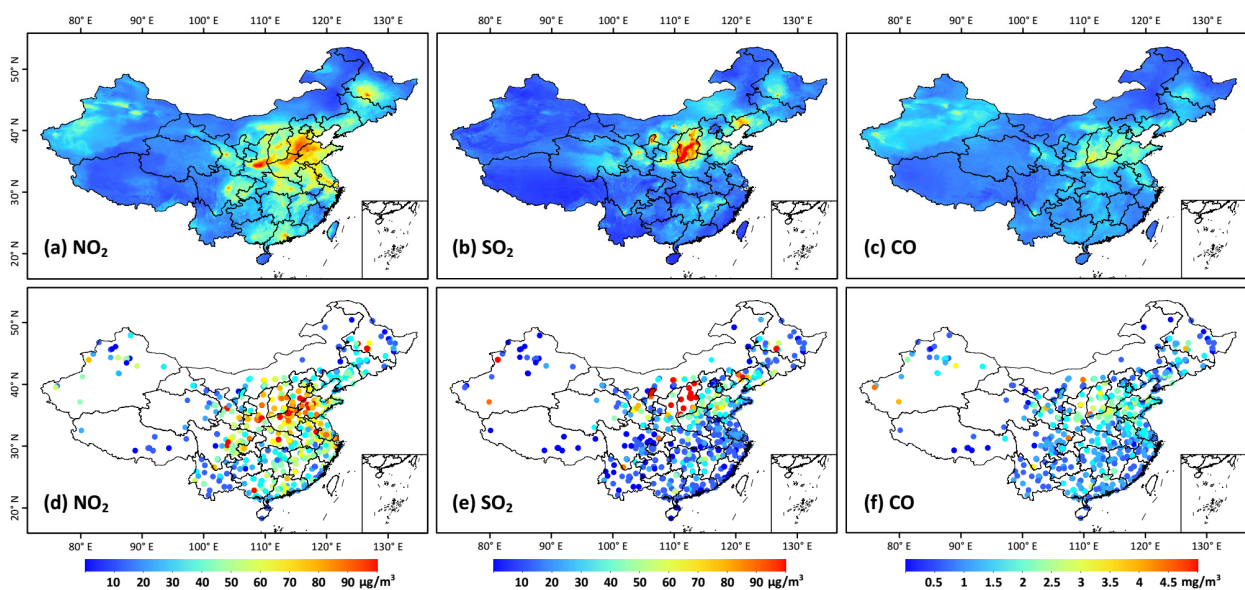 80° E 90° E 100° E 110° E 120° E 130° E
80° E 90° E 100° E 110° E 120° E 130° E
80° E 90° E 100° E 110° E 120° E 130° E
50° N
40° N
30° N
20° N
(a) NO₂
(b) SO₂
(c) CO
50° N
40° N
30° N
20° N
(d) NO₂
(e) SO₂
(f) CO
80° E 90° E 100° E 110° E 120° E 130° E
80° E 90° E 100° E 110° E 120° E 130° E
80° E 90° E 100° E 110° E 120° E 130° E
10 20 30 40 50 60 70 80 90 µg/m³
10 20 30 40 50 60 70 80 90 µg/m³
0.5 1 1.5 2 2.5 3 3.5 4 4.5 mg/m³